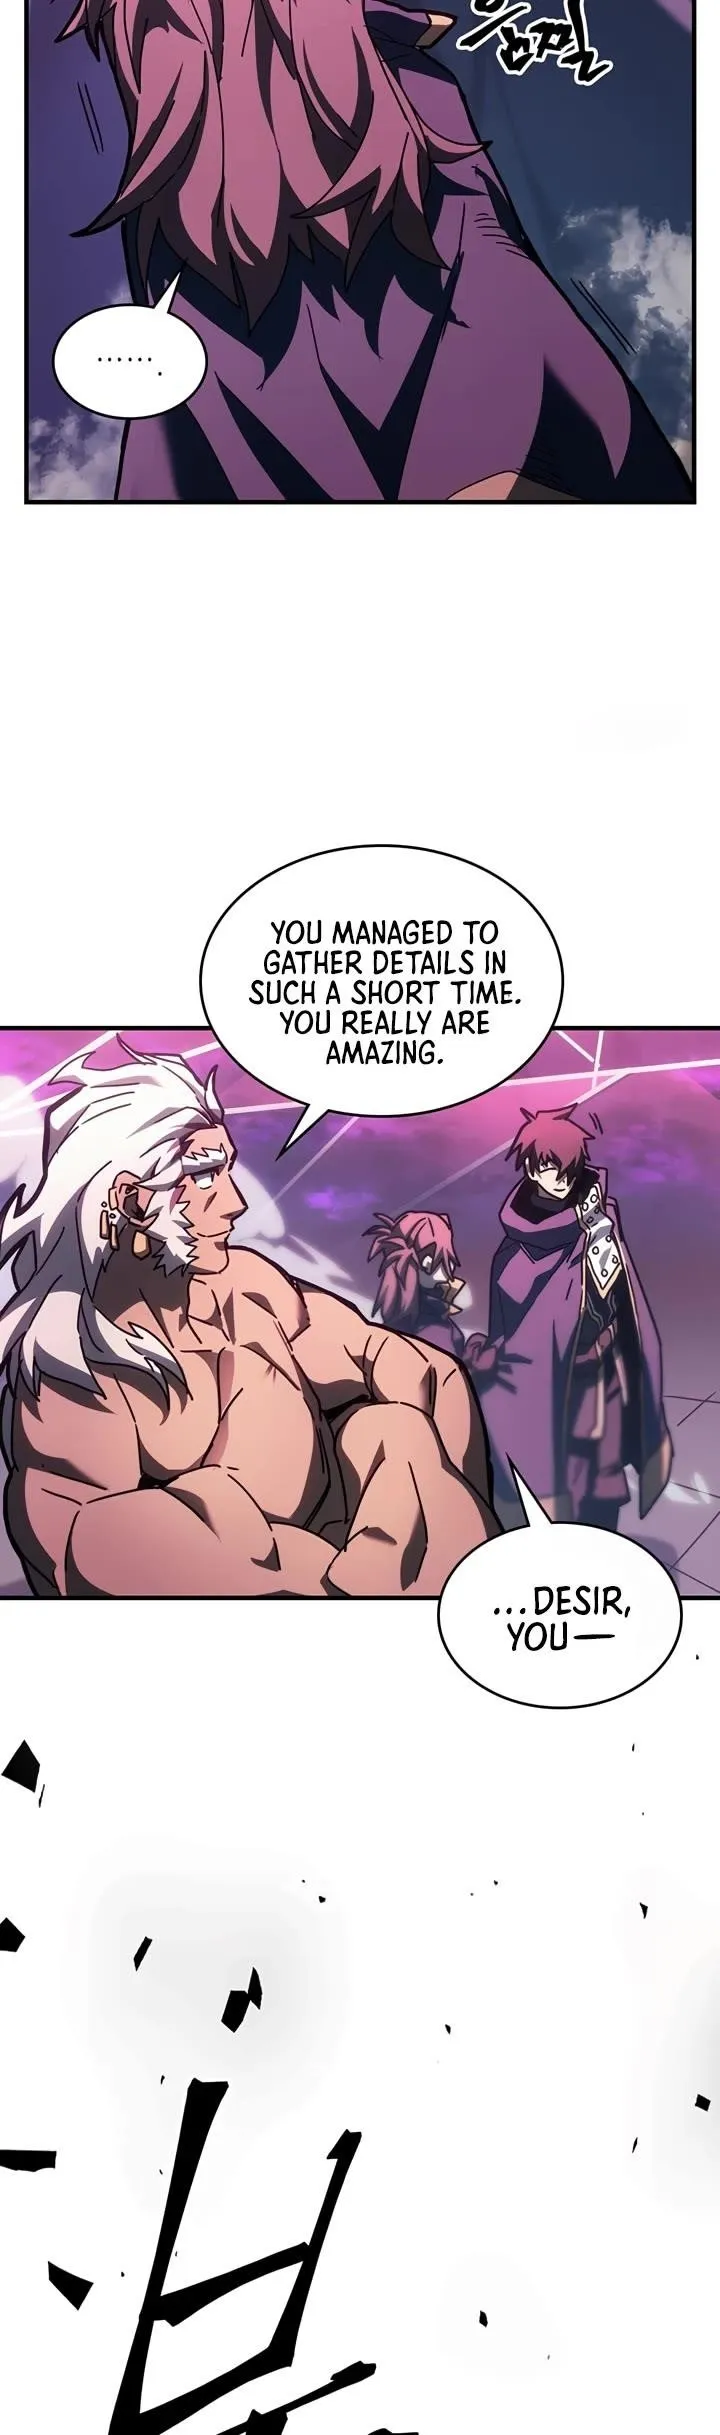 …….
YOU MANAGED TO
GATHER DETAILS IN
SUCH A SHORT TIME.
YOU REALLY ARE
AMAZING.
...DESIR,
YOU—